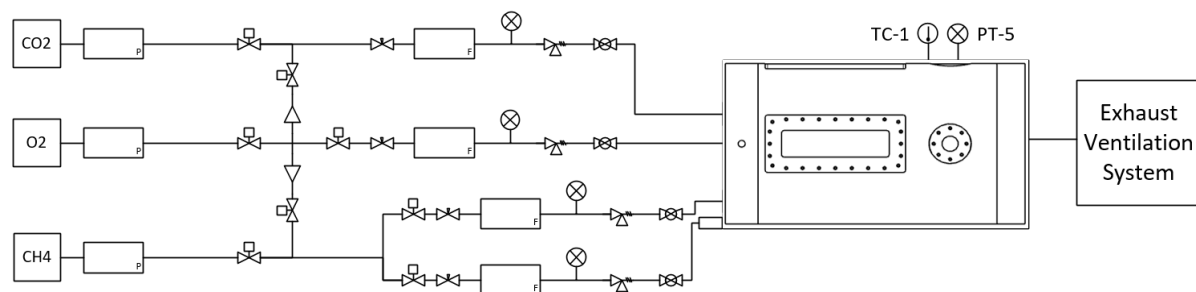 CO2
P
F
TC-1
PT-5
O2
P
F
Exhaust
Ventilation
System
F
CH4
P
F